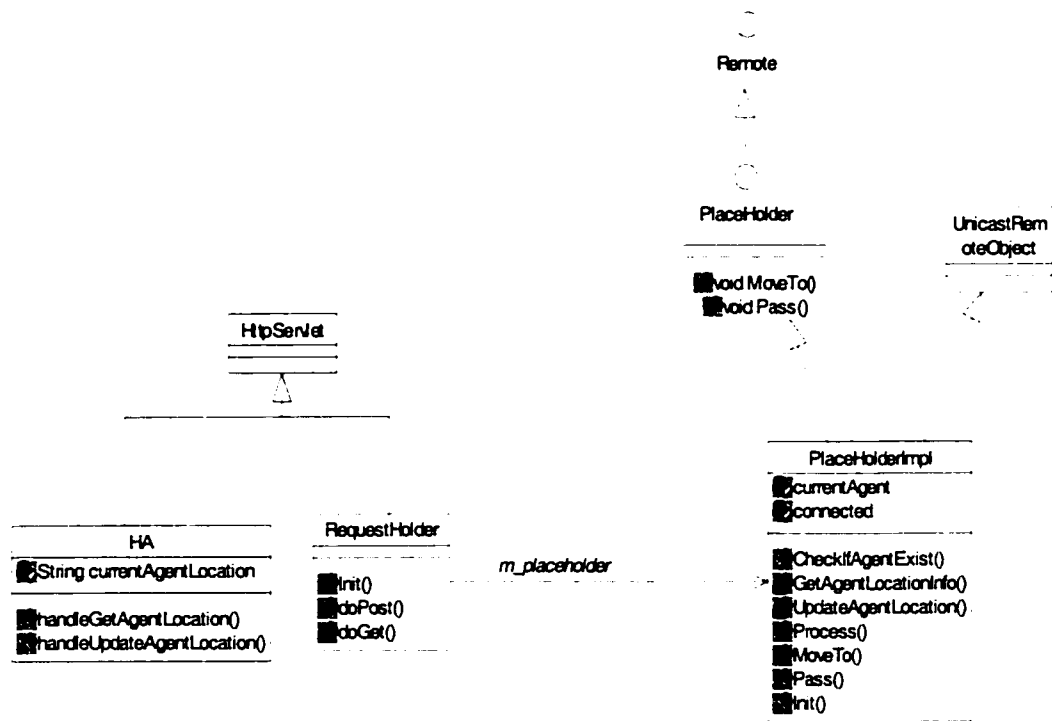 Remote
PlaceHolder
void MoveTo()
void Pass()
UnicastRem
oteObject
HttpServlet
HA
String currentAgentLocation
handleGetAgentLocation()
handleUpdateAgentLocation()
RequestHolder
Init()
doPost()
doGet()
m_placeholder
PlaceHolderImpl
currentAgent
connected
CheckIfAgentExist()
GetAgentLocationInfo()
UpdateAgentLocation()
Process()
MoveTo()
Pass()
Init()